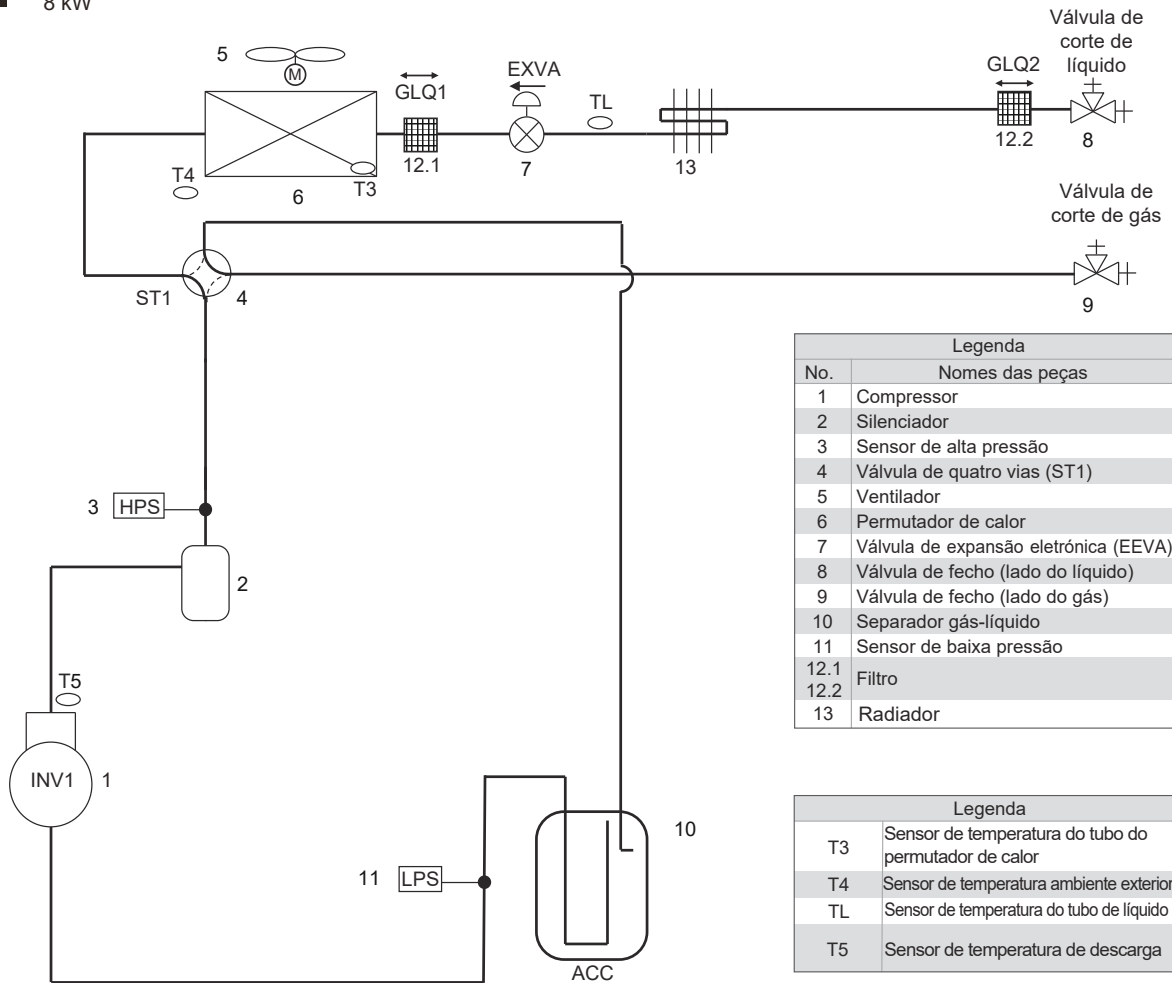 8 kW
Válvula de
corte de
líquido
5
M
GLQ1
EXVA
TL
GLQ2
12.1
7
13
12.2
8
T4
T3
6
Válvula de
corte de gás
ST1
4
9
3 HPS
2
T5
INV1 1
11 LPS
10
ACC
Legenda
No. Nomes das peças
1 Compressor
2 Silenciador
3 Sensor de alta pressão
4 Válvula de quatro vias (ST1)
5 Ventilador
6 Permutador de calor
7 Válvula de expansão eletrónica (EEVA)
8 Válvula de fecho (lado do líquido)
9 Válvula de fecho (lado do gás)
10 Separador gás-líquido
11 Sensor de baixa pressão
12.1
12.2 Filtro
13 Radiador
Legenda
T3 Sensor de temperatura do tubo do
permutador de calor
T4 Sensor de temperatura ambiente exterior
TL Sensor de temperatura do tubo de líquido
T5 Sensor de temperatura de descarga